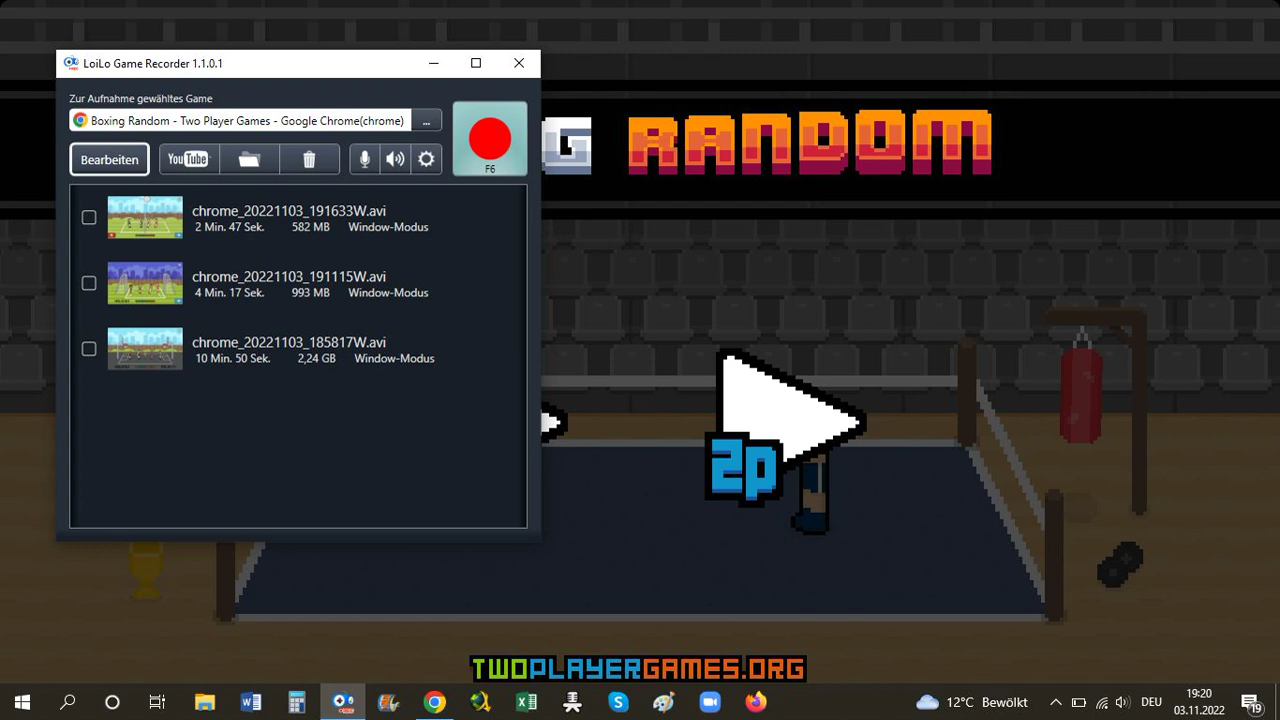 LoiLo Game Recorder 1.1.0.1
Zur Aufnahme gewähltes Game
Boxing Random - Two Player Games - Google Chrome(chrome)
...
F6
Bearbeiten
YouTube
chrome_20221103_191633W.avi
2 Min. 47 Sek. 582 MB Window-Modus
chrome_20221103_191115W.avi
4 Min. 17 Sek. 993 MB Window-Modus
chrome_20221103_185817W.avi
10 Min. 50 Sek. 2,24 GB Window-Modus
G RANDOM
2p
TWOPLAYERGAMES.ORG
12°C Bewölkt
DEU
19:20
03.11.2022
19